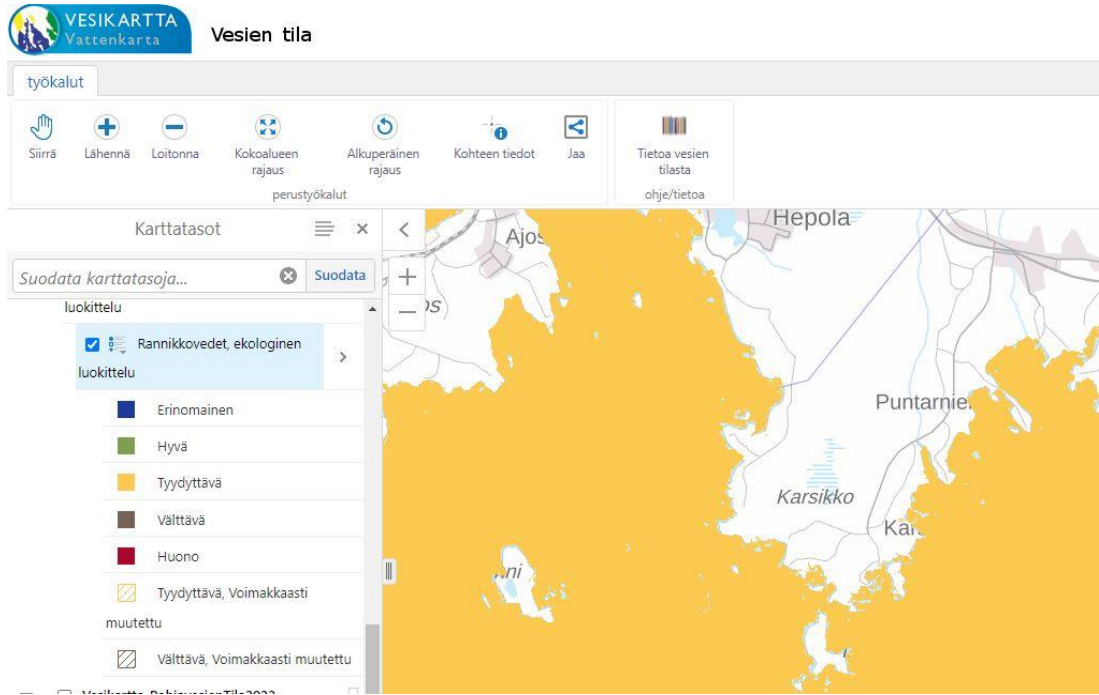 VESIKARTTA
Vattenkarta
Vesien tila
työkalut
Siirrä
Lähennä
Loitonna
Kokoalueen
rajaus
Alkuperäinen
rajaus
Kohteen tiedot
Jaa
Tietoa vesien
tilasta
perustyökalut
ohje/tietoa
Karttatasot
Suodata karttatasoja...
Suodata
luokittelu
Rannikkovedet, ekologinen
luokittelu
Erinomainen
Hyvä
Tyydyttävä
Välttävä
Huono
Tyydyttävä, Voimakkaasti
muutettu
Välttävä, Voimakkaasti muutettu
Ajos
Hepola
Puntarnie
Karsikko